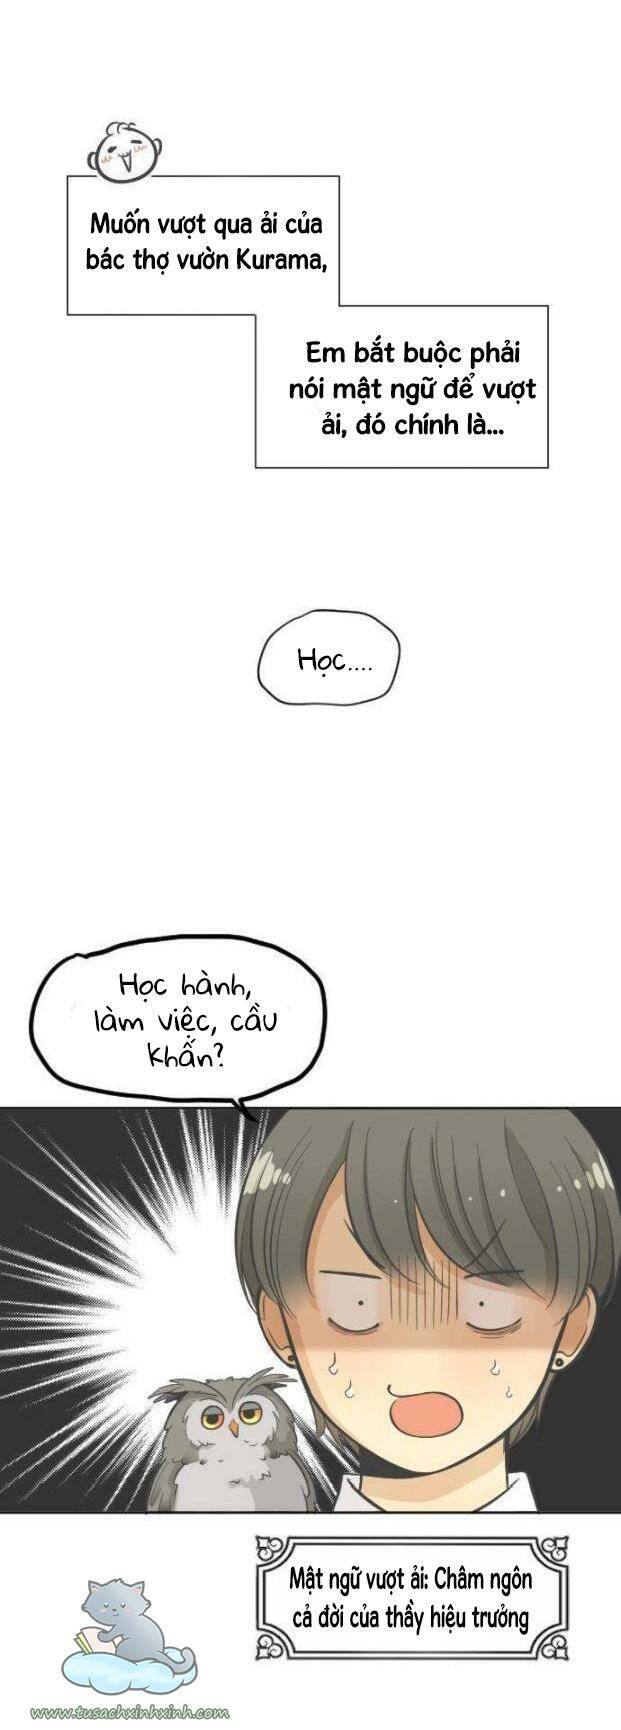 Muốn vượt qua ải của
bác thợ vườn Kurama,
Em bắt buộc phải
nói mật ngữ để vượt
ải, đó chính là...
Học....
Học hành,
làm việc, cầu
khấn?
Mật ngữ vượt ải: Châm ngôn
cả đời của thầy hiệu trưởng
www.tusachxinhxinh.com